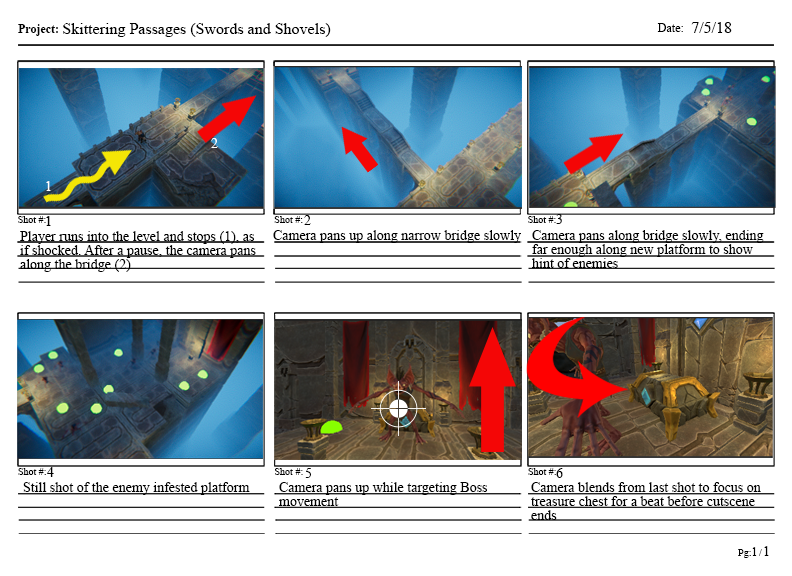 Project: Skittering Passages (Swords and Shovels)
Date: 7/5/18
1
2
Shot #:1
Player runs into the level and stops (1), as
if shocked. After a pause, the camera pans
along the bridge (2)
Shot #:2
Camera pans up along narrow bridge slowly
Shot #:3
Camera pans along bridge slowly, ending
far enough along new platform to show
hint of enemies
Shot #:4
Still shot of the enemy infested platform
Shot #: 5
Camera pans up while targeting Boss
movement
Shot #:6
Camera blends from last shot to focus on
treasure chest for a beat before cutscene
ends
Pg:1/1